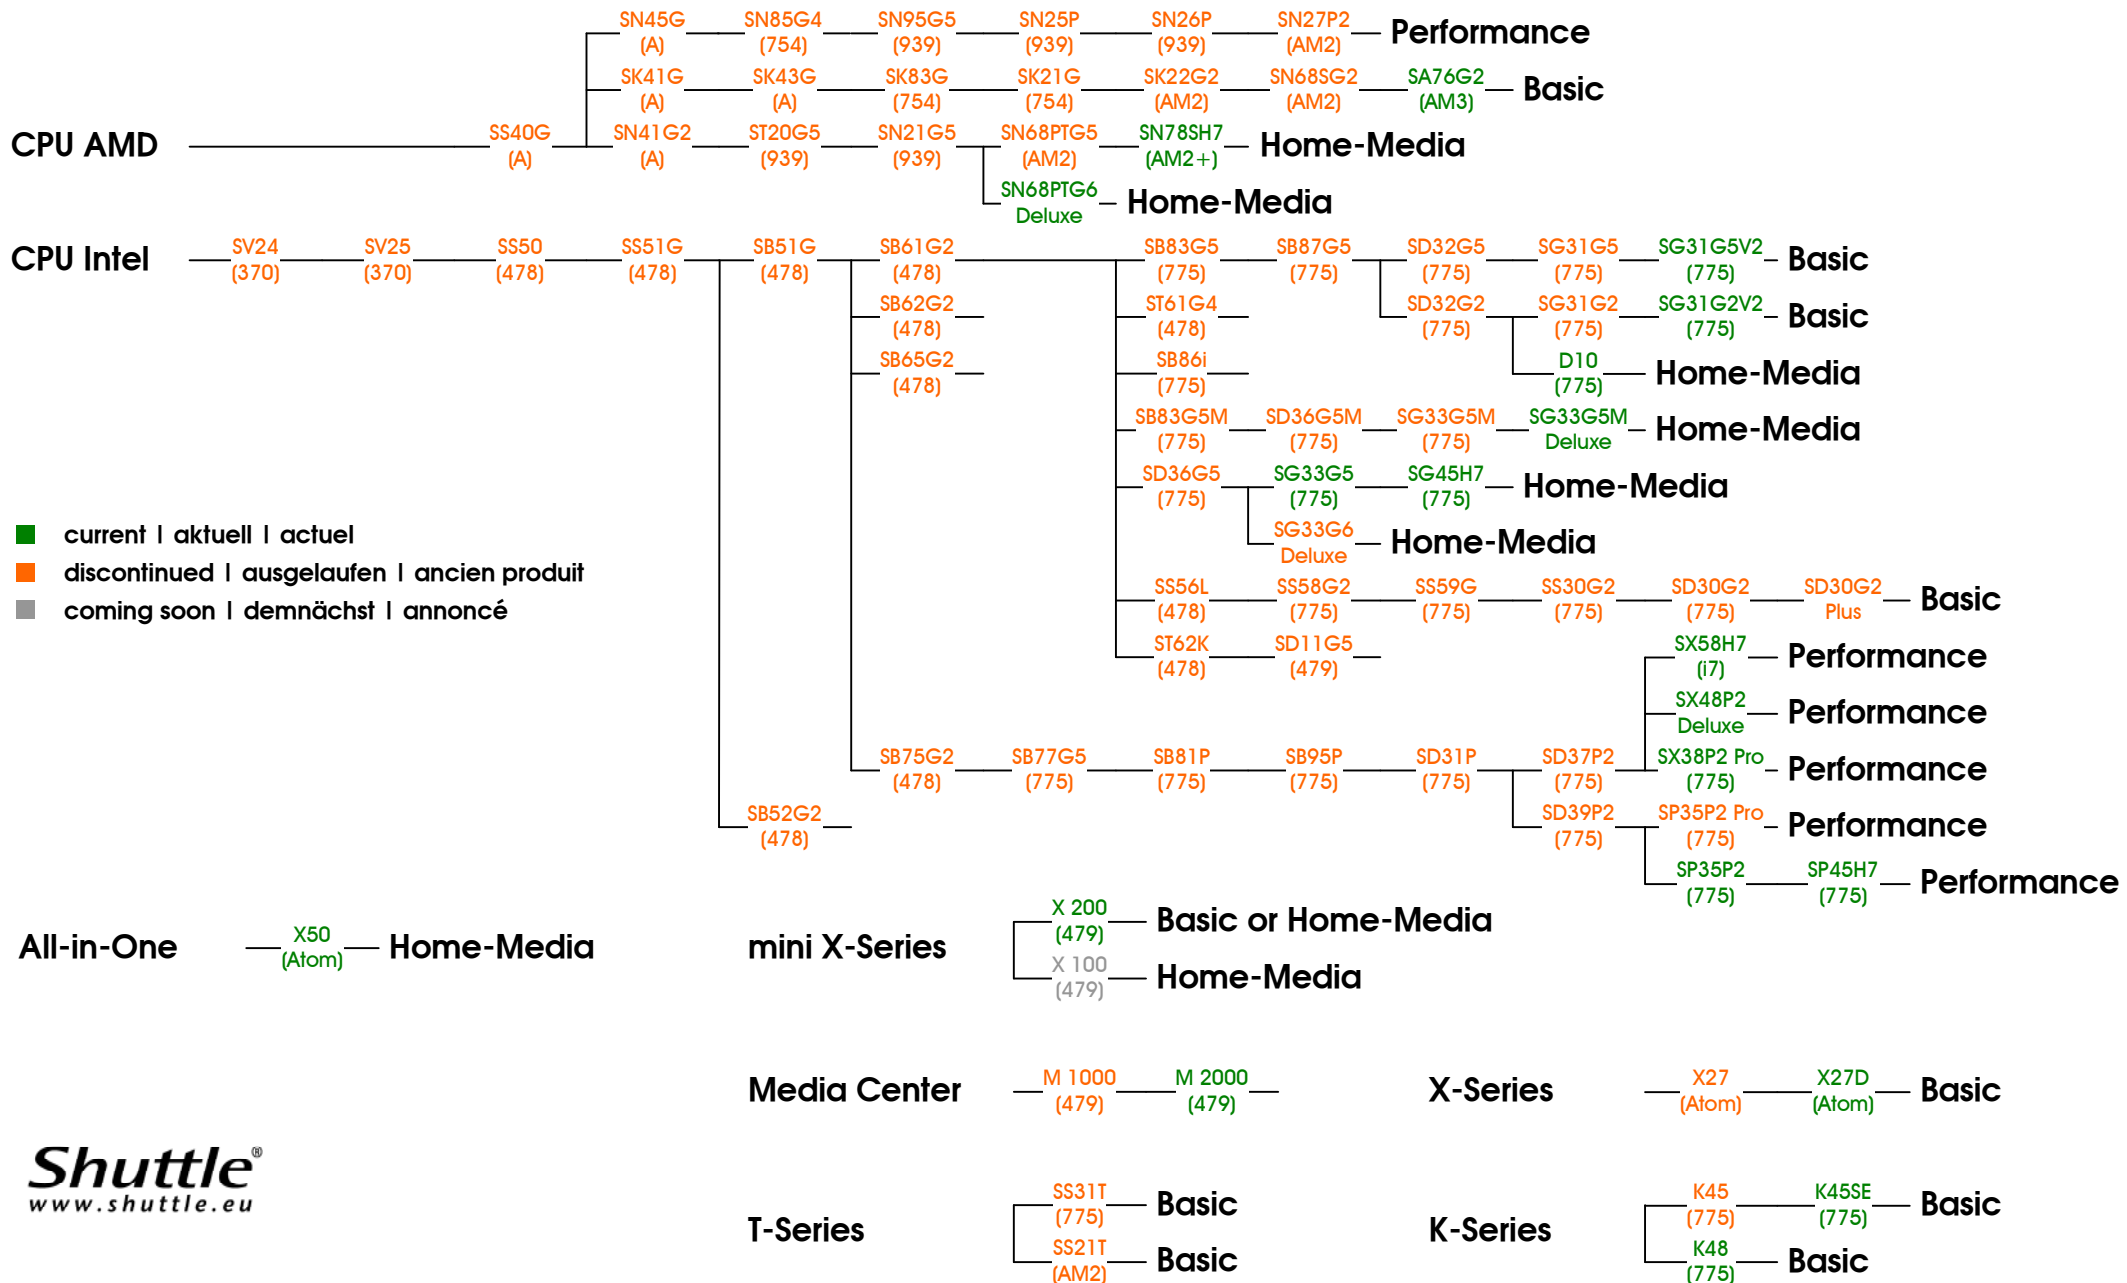 SN45G SN85G4 SN95G5 SN25P SN26P SN27P2
(A) (754) (939) (939) (939) (AM2) Performance
SK41G SK43G SK83G SK21G SK22G2 SN68SG2 SA76G2
(A) (A) (754) (754) (AM2) (AM2) (AM3) Basic
CPU AMD SS40G SN41G2 ST20G5 SN21G5 SN68PTG5 SN78SH7 Home-Media
(A) (A) (939) (939) (AM2) (AM2+)
SN68PTG6 Home-Media
Deluxe
CPU Intel SV24 SV25 SS50 SS51G SB51G SB61G2 SB83G5 SB87G5 SD32G5 SG31G5 SG31G5V2 Basic
(370) (370) (478) (478) (478) (478) (775) (775) (775) (775) (775)
SB62G2 ST61G4 SD32G2 SG31G2 SG31G2V2 Basic
(478) (478) (775) (775) (775)
SB65G2 SB86i D10 Home-Media
(478) (775) (775)
SB83G5M SD36G5M SG33G5M SG33G5M Home-Media
(775) (775) (775) Deluxe
SD36G5 SG33G5 SG45H7 Home-Media
(775) (775) (775)
SG33G6 Home-Media
Deluxe
current | aktuell | actuel
discontinued | ausgelaufen | ancien produit
coming soon | demnächst | annoncé
SS56L SS58G2 SS59G SS30G2 SD30G2 SD30G2 Basic
(478) (775) (775) (775) (775) Plus
ST62K SD11G5 SX58H7 Performance
(478) (479) (i7)
SX48P2 Performance
Deluxe
SB75G2 SB77G5 SB81P SB95P SD31P SD37P2 SX38P2 Pro Performance
(478) (775) (775) (775) (775) (775) (775)
SB52G2 SD39P2 SP35P2 Pro Performance
(478) (775) (775)
SP35P2 SP45H7 Performance
(775) (775)
All-in-One X50 Home-Media
(Atom)
mini X-Series X 200 Basic or Home-Media
(479)
X 100 Home-Media
(479)
Media Center M 1000 M 2000
(479) (479)
X-Series X27 X27D Basic
(Atom) (Atom)
Shuttle®
www.shuttle.eu
T-Series SS31T Basic
(775)
SS21T Basic
(AM2)
K-Series K45 K45SE Basic
(775) (775)
K48 Basic
(775)